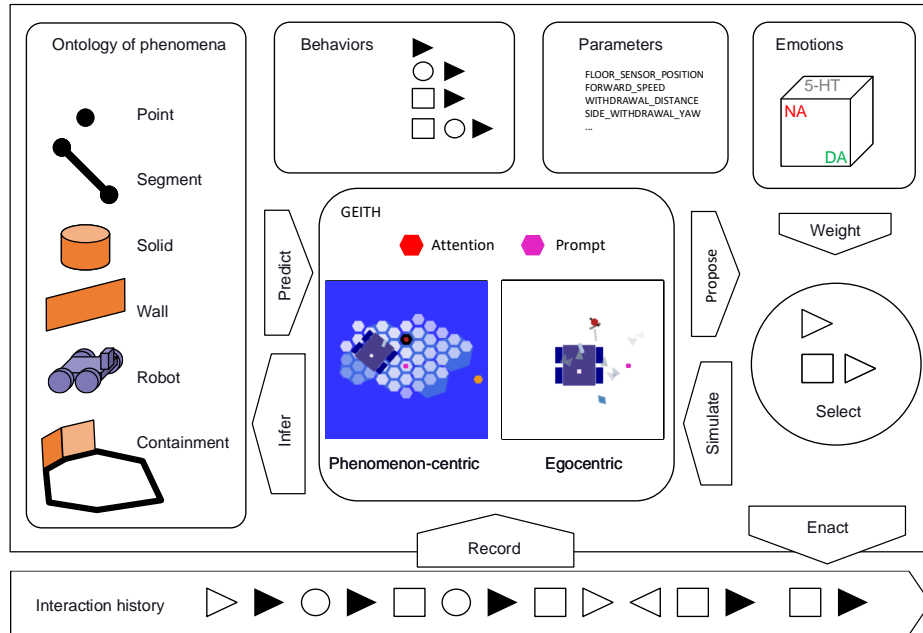 Ontology of phenomena
Point
Segment
Solid
Wall
Robot
Containment
Behaviors
Parameters
FLOOR_SENSOR_POSITION
FORWARD_SPEED
WITHDRAWAL_DISTANCE
SIDE_WITHDRAWAL_YAW
...
Emotions
5-HT
NA
DA
Predict
Infer
GEITH
Attention
Prompt
Phenomenon-centric
Egocentric
Propose
Simulate
Weight
Select
Enact
Record
Interaction history